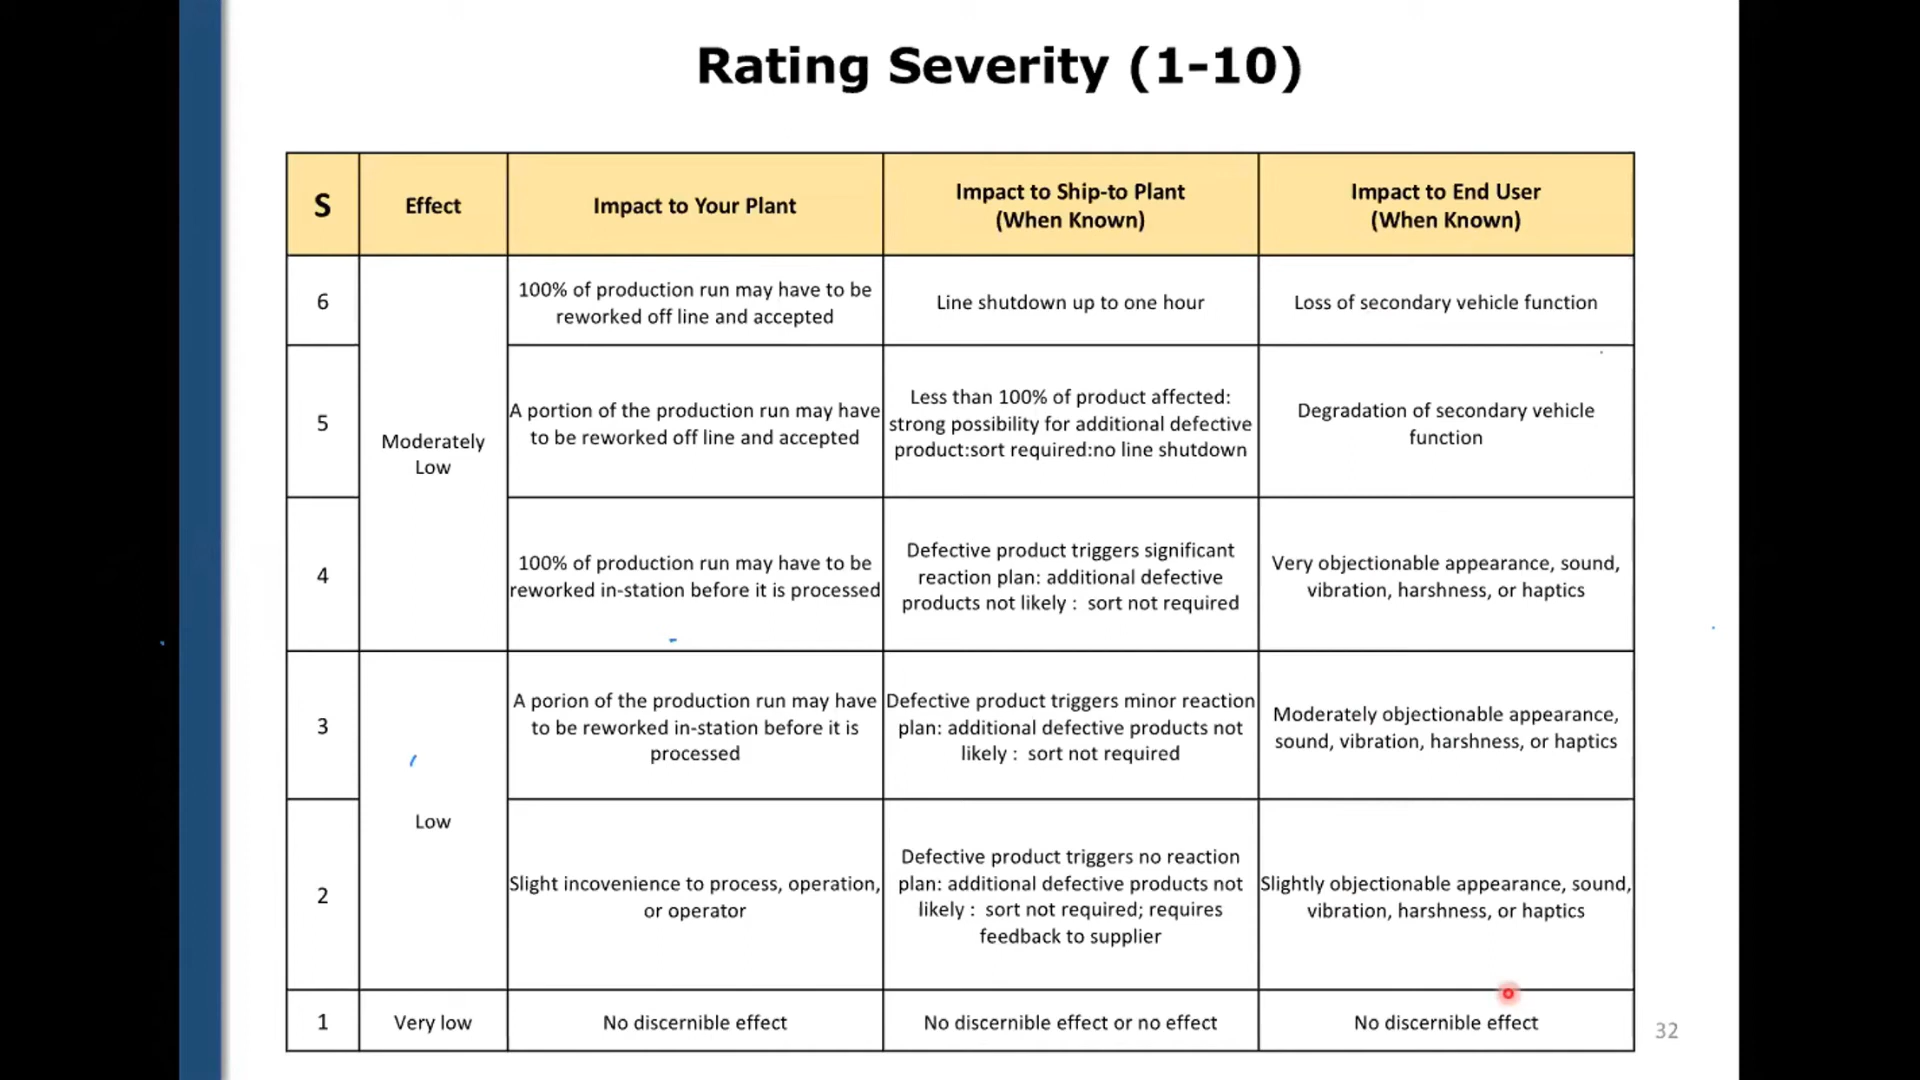 Rating Severity (1-10)
S
Effect
Impact to Your Plant
Impact to Ship-to Plant
(When Known)
Impact to End User
(When Known)
6
Moderately
Low
100% of production run may have to be
reworked off line and accepted
Line shutdown up to one hour
Loss of secondary vehicle function
5
A portion of the production run may have
to be reworked off line and accepted
Less than 100% of product affected:
strong possibility for additional defective
product:sort required:no line shutdown
Degradation of secondary vehicle
function
4
100% of production run may have to be
reworked in-station before it is processed
Defective product triggers significant
reaction plan: additional defective
products not likely : sort not required
Very objectionable appearance, sound,
vibration, harshness, or haptics
3
Low
A porion of the production run may have
to be reworked in-station before it is
processed
Defective product triggers minor reaction
plan: additional defective products not
likely : sort not required
Moderately objectionable appearance,
sound, vibration, harshness, or haptics
2
Slight incovenience to process, operation,
or operator
Defective product triggers no reaction
plan: additional defective products not
likely : sort not required; requires
feedback to supplier
Slightly objectionable appearance, sound,
vibration, harshness, or haptics
1
Very low
No discernible effect
No discernible effect or no effect
No discernible effect
32